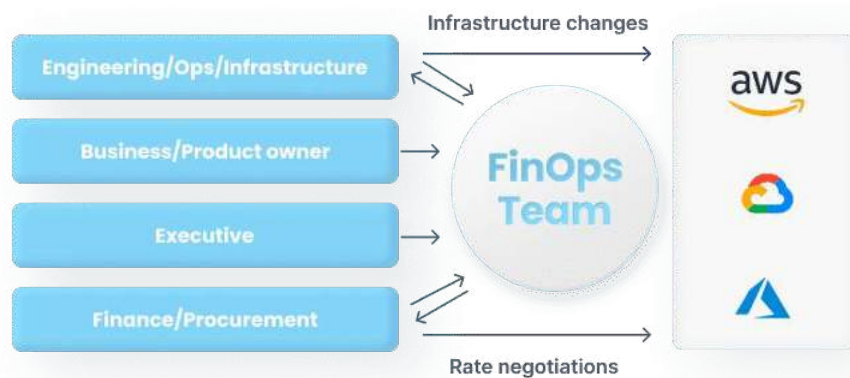 Infrastructure changes
Engineering/Ops/Infrastructure
aws
Business/Product owner
FinOps
Team
Executive
Finance/Procurement
Rate negotiations